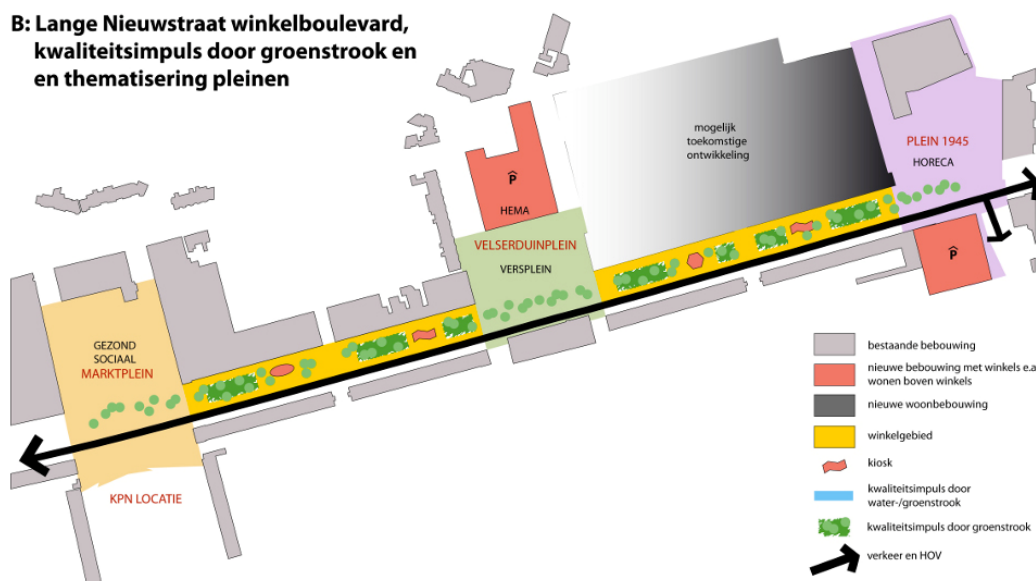 B: Lange Nieuwstraat winkelboulevard,
kwaliteitsimpuls door groenstrook en
en thematisering pleinen
mogelijk
toekomstige
ontwikkeling
PLEIN 1945
HORECA
P
HEMA
VELSERDUINPLEIN
VERSPLEIN
P
GEZOND
SOCIAAL
MARKTPLEIN
KPN LOCATIE
bestaande bebouwing
nieuwe bebouwing met winkels e.a
wonen boven winkels
nieuwe woonbebouwing
winkelgebied
kiosk
kwaliteitsimpuls door
water-/groenstrook
kwaliteitsimpuls door groenstrook
verkeer en HOV